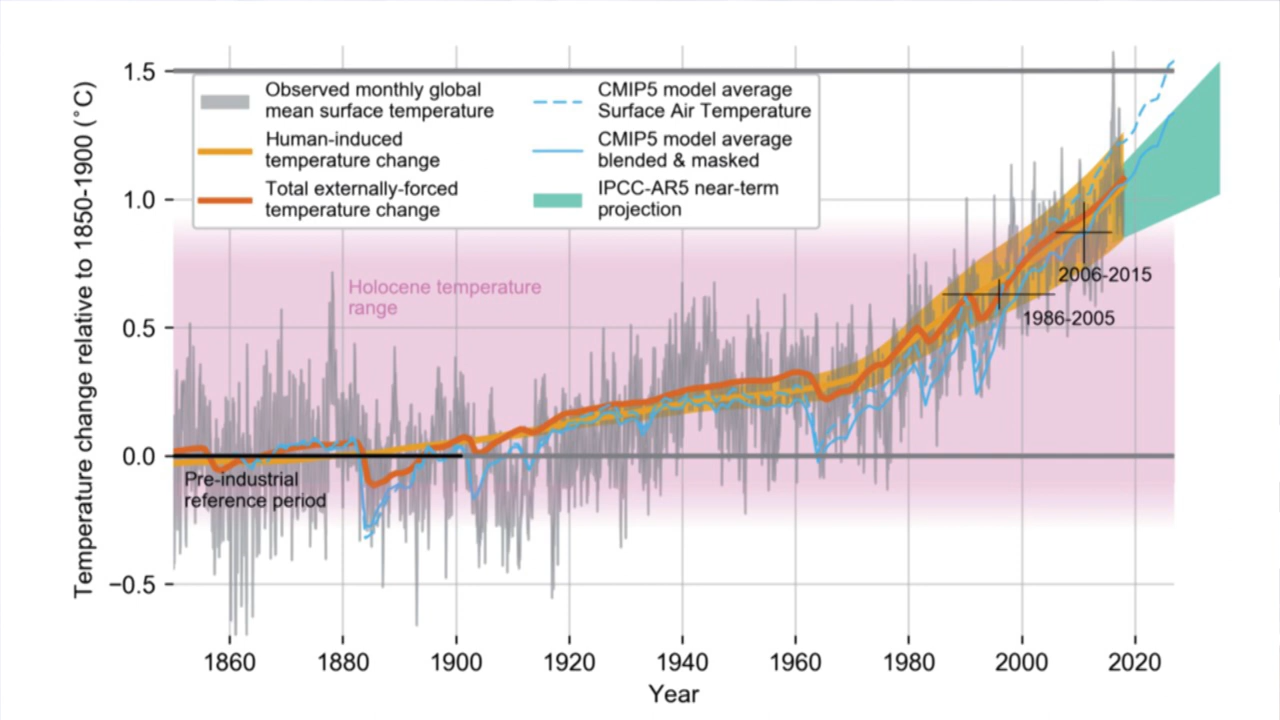 Temperature change relative to 1850-1900 (°C)
1.5
1.0
0.5
0.0
−0.5
Observed monthly global
mean surface temperature
Human-induced
temperature change
Total externally-forced
temperature change
CMIP5 model average
Surface Air Temperature
CMIP5 model average
blended & masked
IPCC-AR5 near-term
projection
Holocene temperature
range
2006-2015
1986-2005
Pre-industrial
reference period
1860
1880
1900
1920
1940
1960
1980
2000
2020
Year